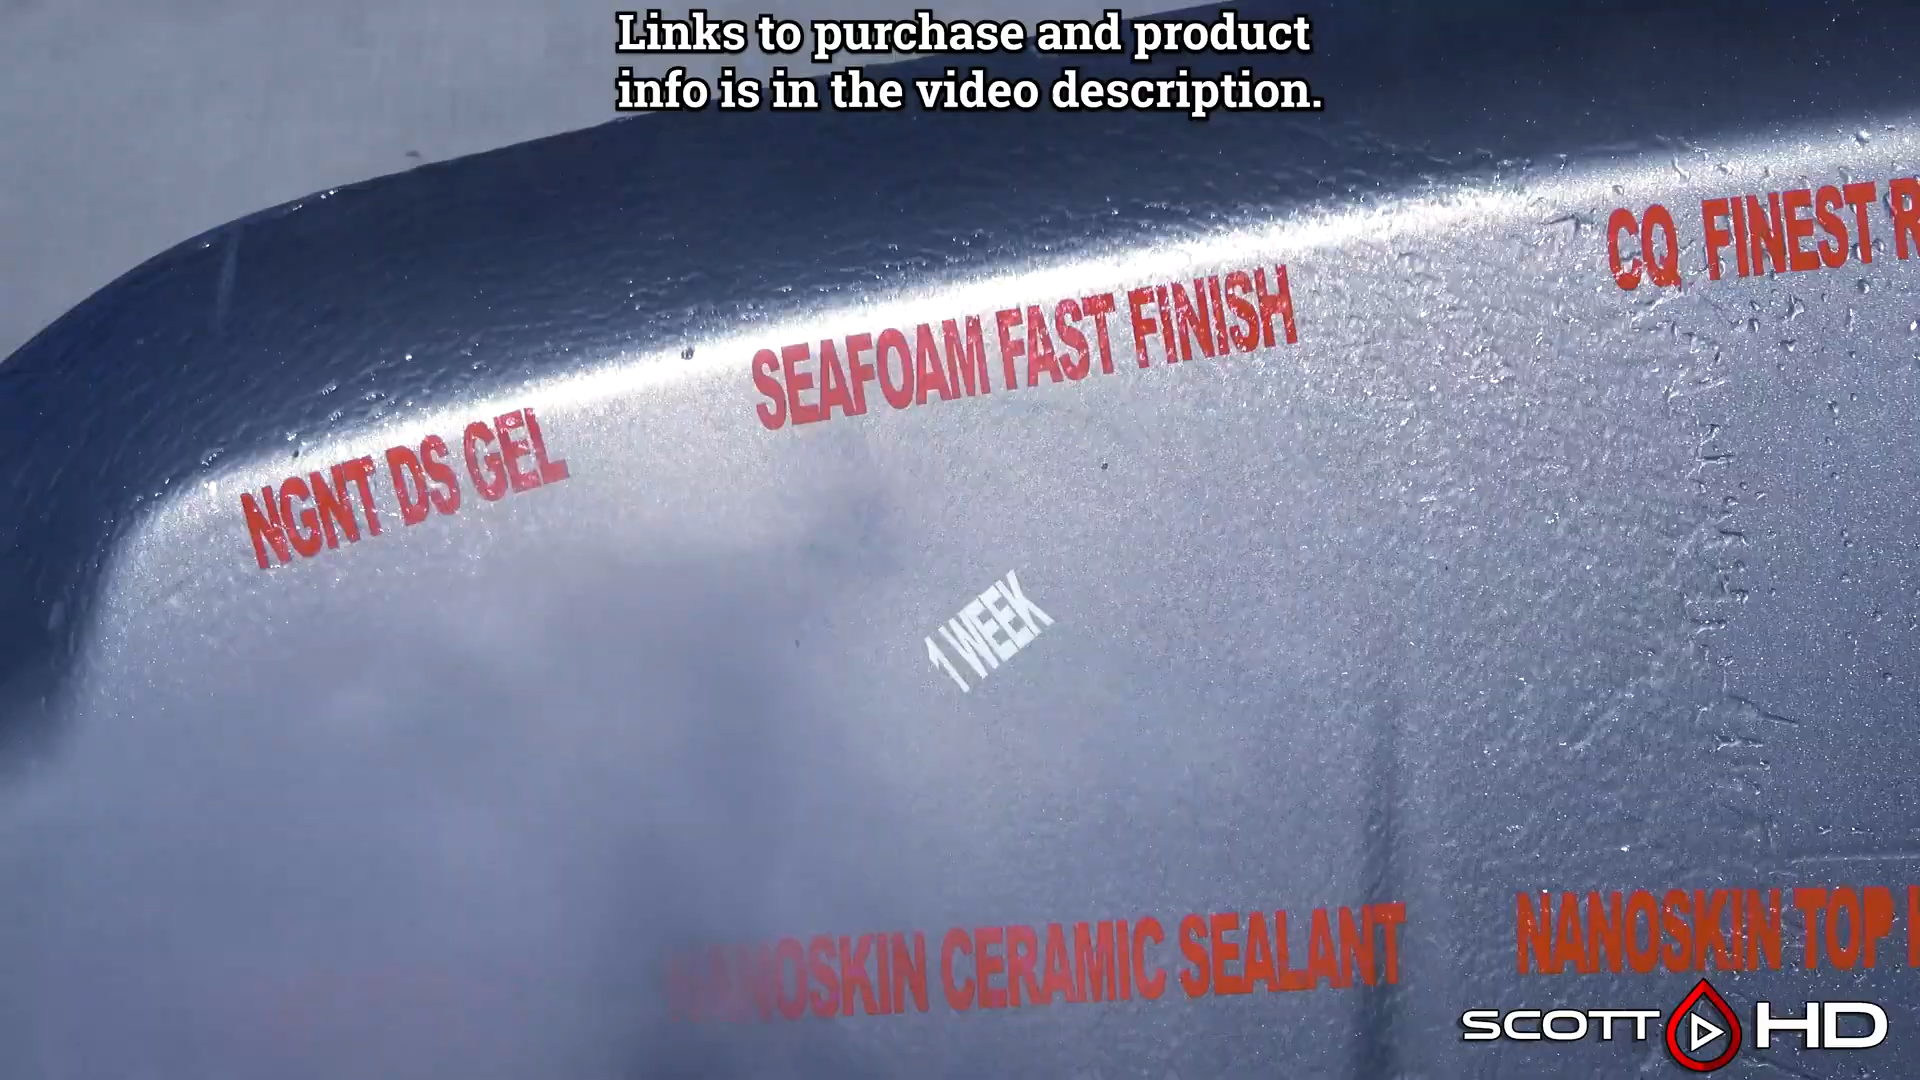 Links to purchase and product
info is in the video description.
CQ FINEST
SEAFOAM FAST FINISH
NGNT DS GEL
1 WEEK
NANOSKIN CERAMIC SEALANT
NANOSKIN TOP
SCOTT HD